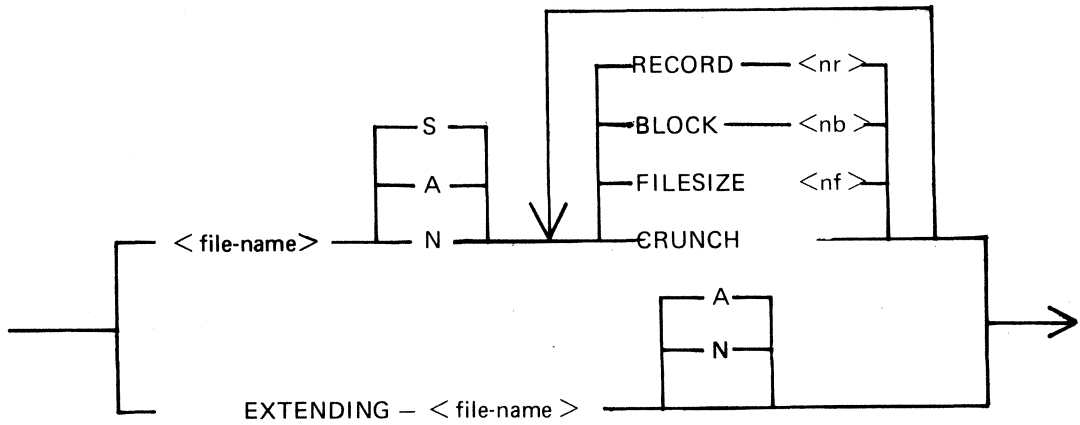 RECORD <nr>
BLOCK <nb>
FILESIZE <nf>
S
A
<file-name> N CRUNCH
A
N
EXTENDING – <file-name>